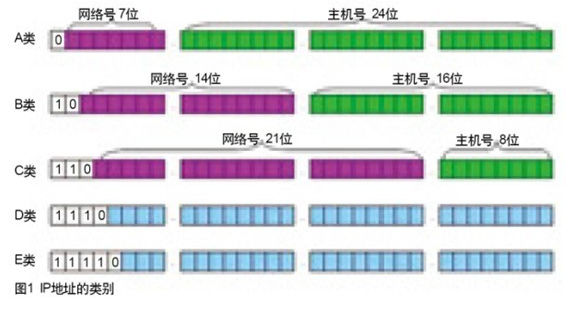 网络号 7位 主机号 24位
A类 0
网络号 14位 主机号 16位
B类 1 0
网络号 21位 主机号 8位
C类 1 1 0
D类 1 1 1 0
E类 1 1 1 1 0
图1 IP地址的类别